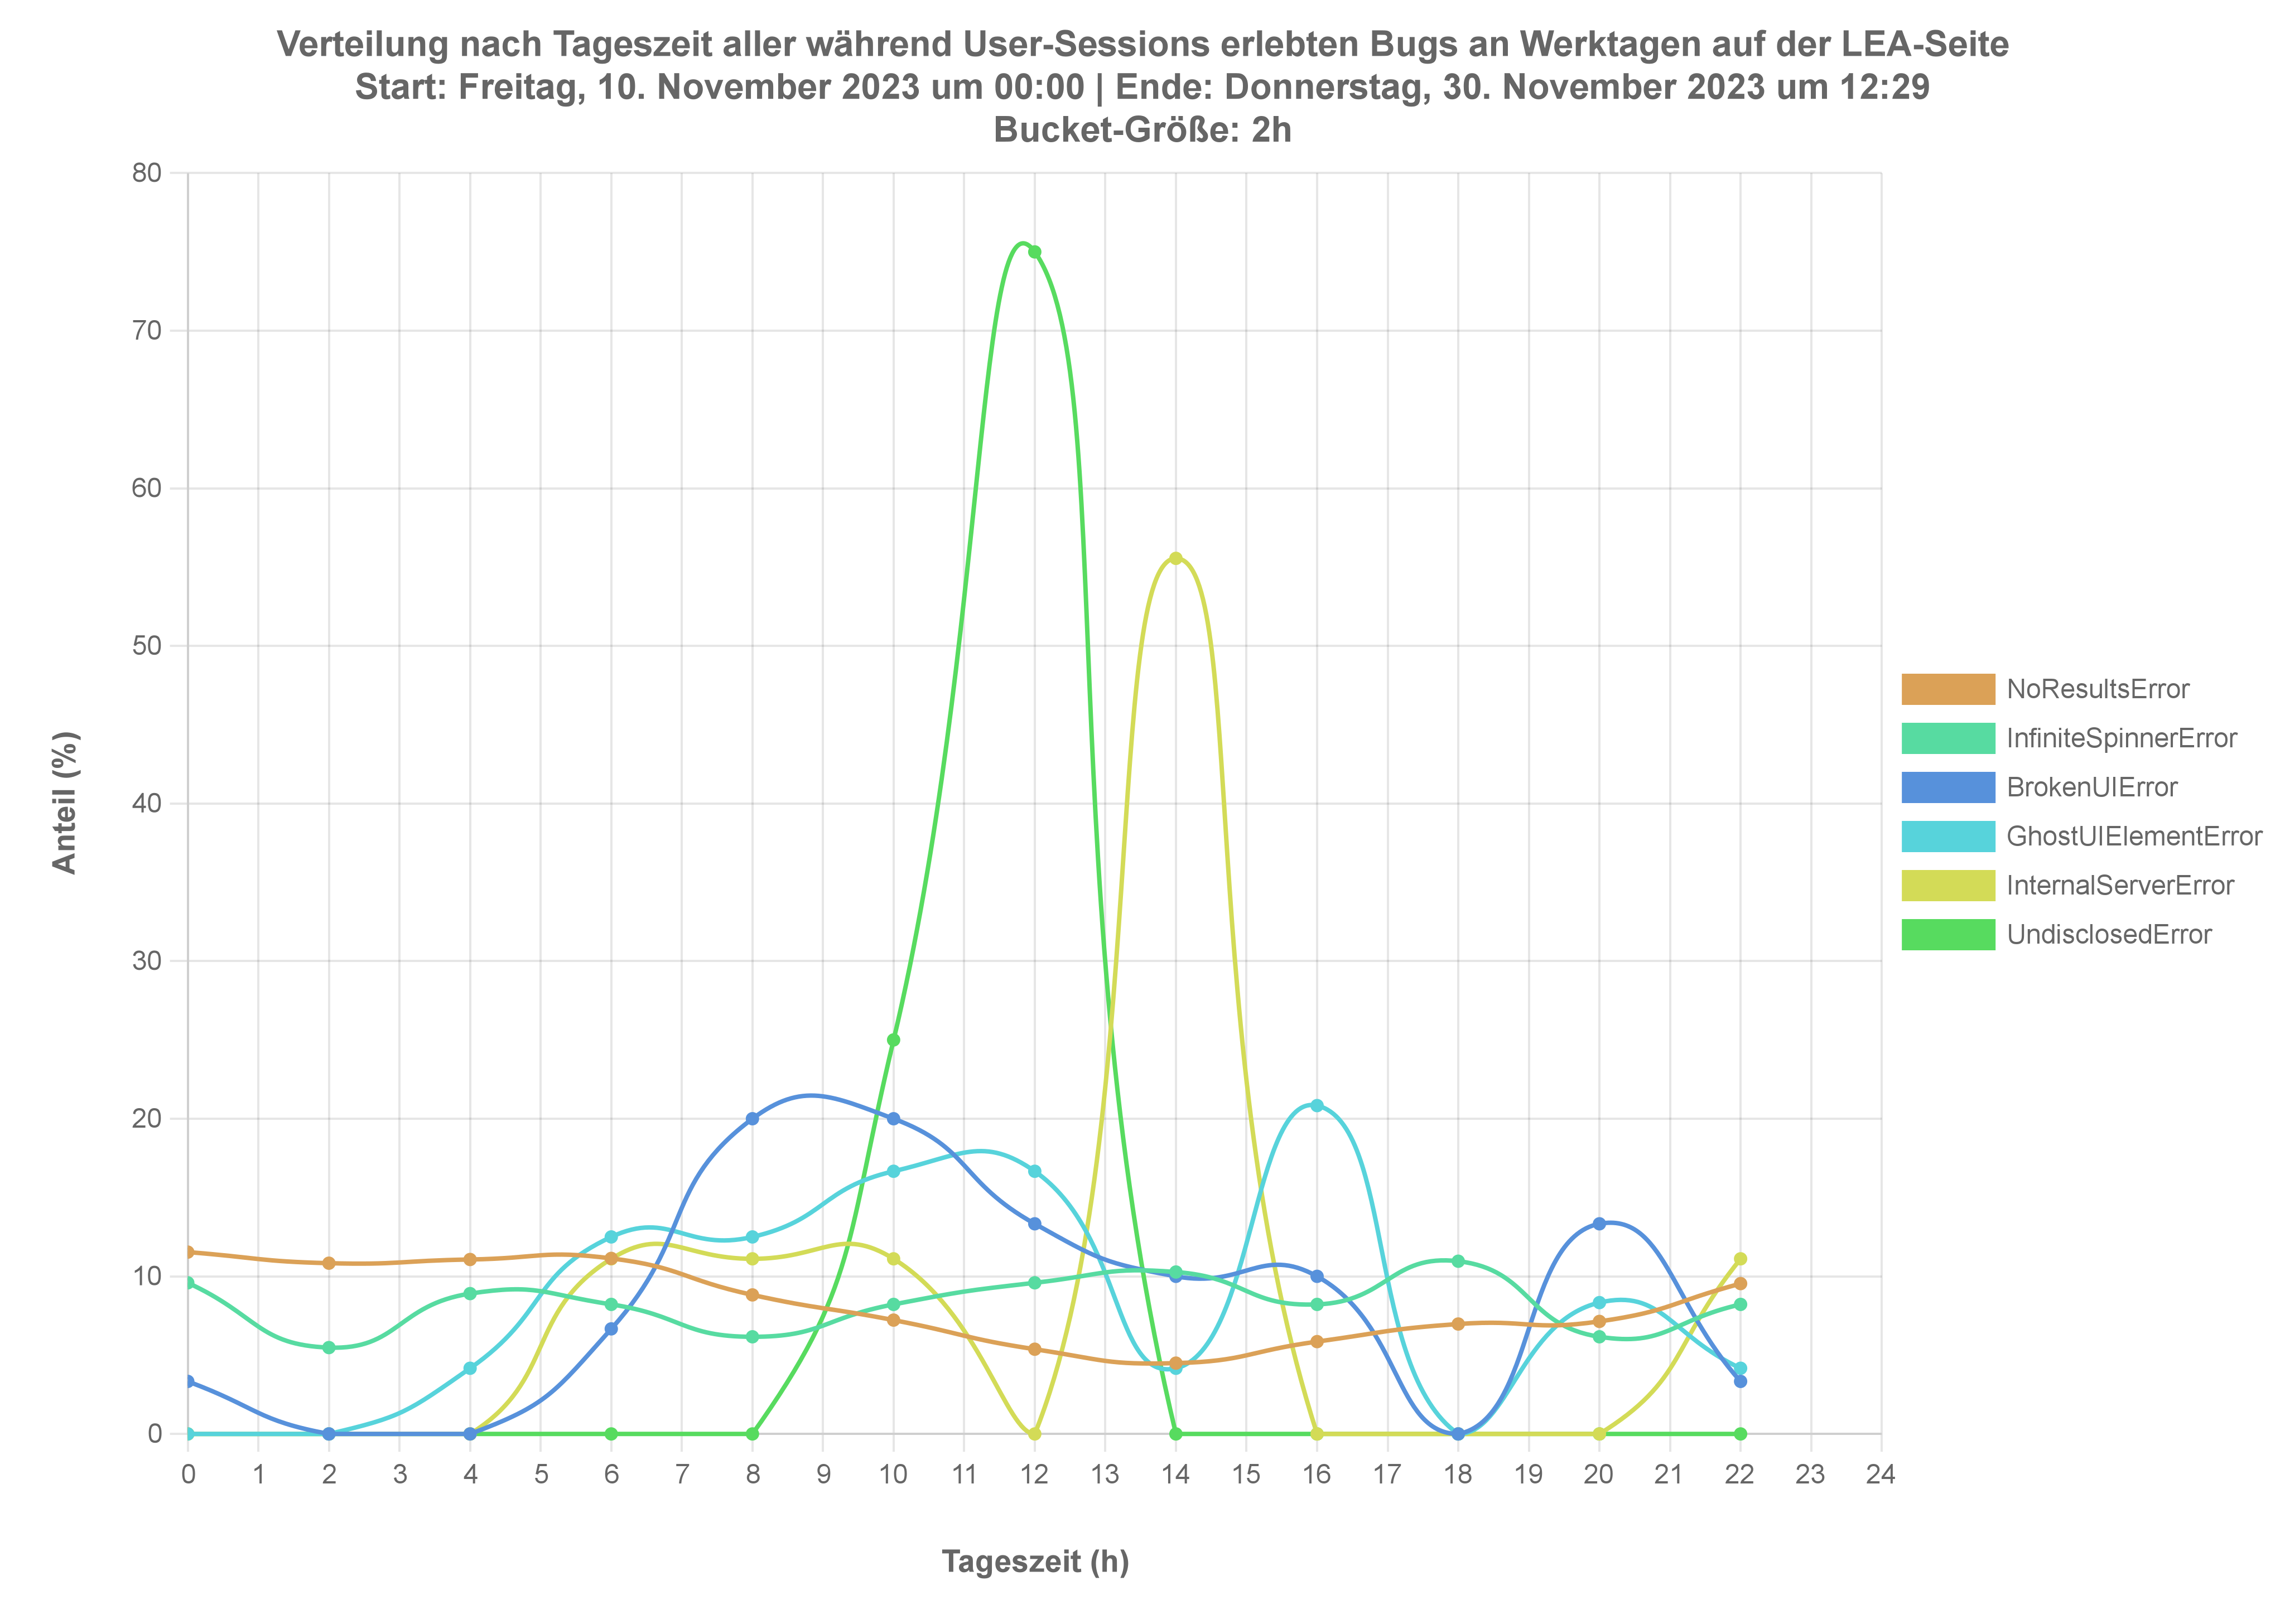 Verteilung nach Tageszeit aller während User-Sessions erlebten Bugs an Werktagen auf der LEA-Seite
Start: Freitag, 10. November 2023 um 00:00 | Ende: Donnerstag, 30. November 2023 um 12:29
Bucket-Größe: 2h
80
70
60
50
40
30
20
10
0
Anteil (%)
0 1 2 3 4 5 6 7 8 9 10 11 12 13 14 15 16 17 18 19 20 21 22 23 24
Tageszeit (h)
NoResultsError
InfiniteSpinnerError
BrokenUIError
GhostUIElementError
InternalServerError
UndisclosedError